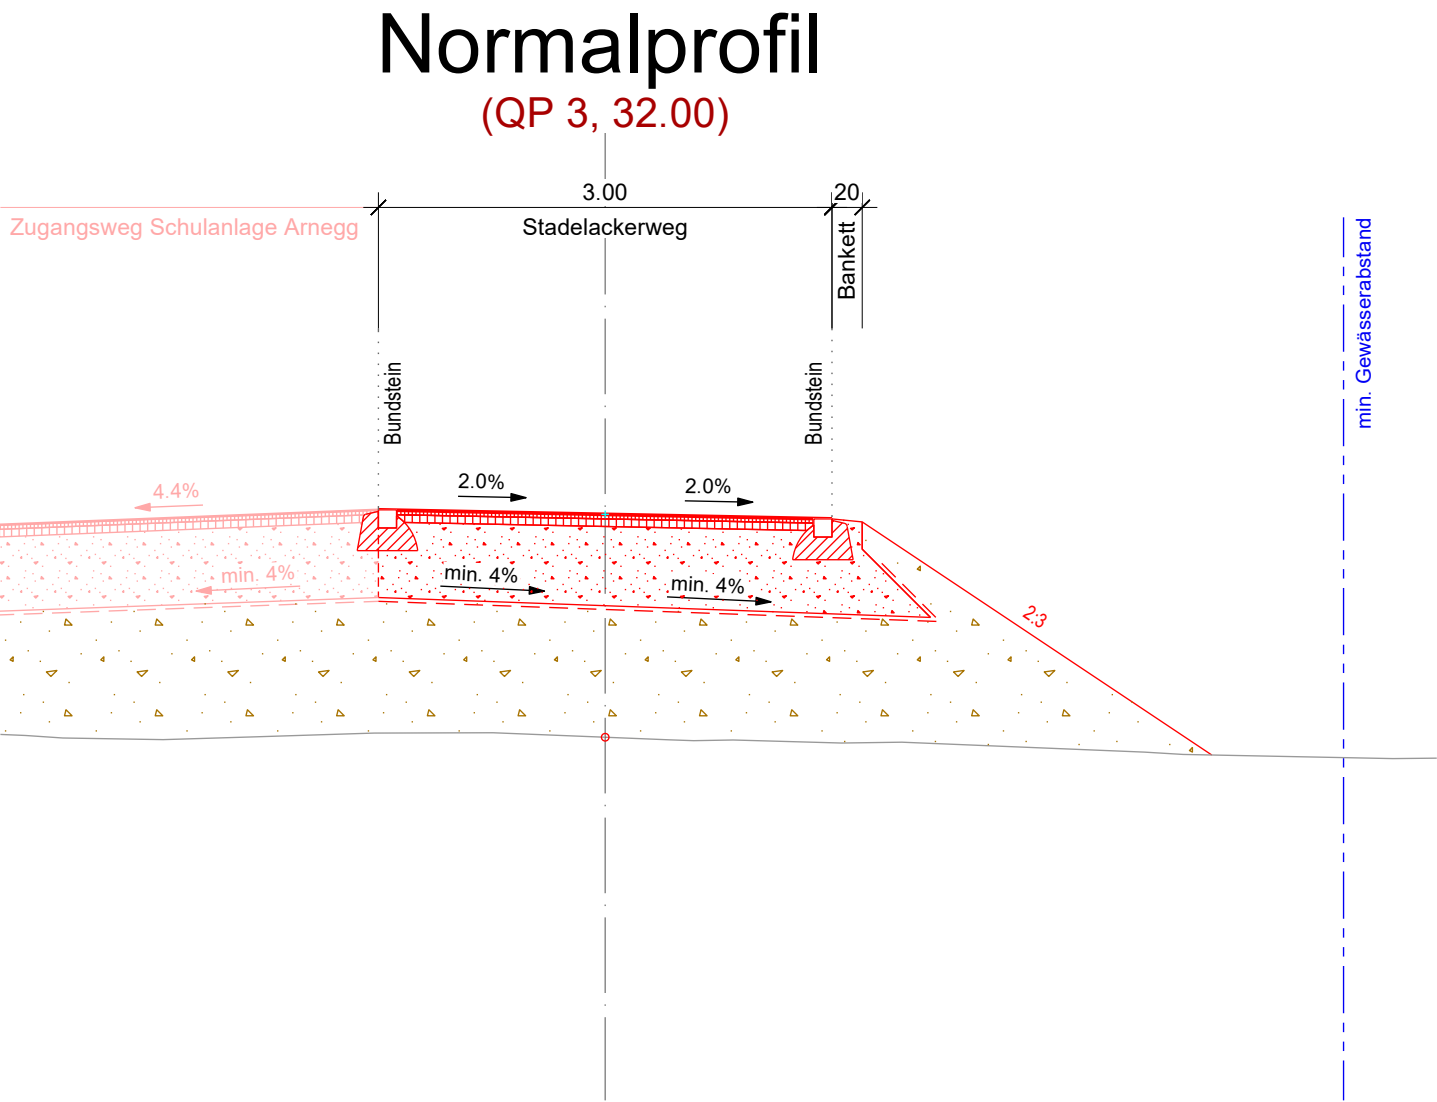 Normalprofil
(QP 3, 32.00)
3.00
20
Zugangsweg Schulanlage Arnegg
Stadelackerweg
Bankett
min. Gewässerabstand
Bundstein
Bundstein
4.4%
2.0%
2.0%
min. 4%
min. 4%
min. 4%
2:3